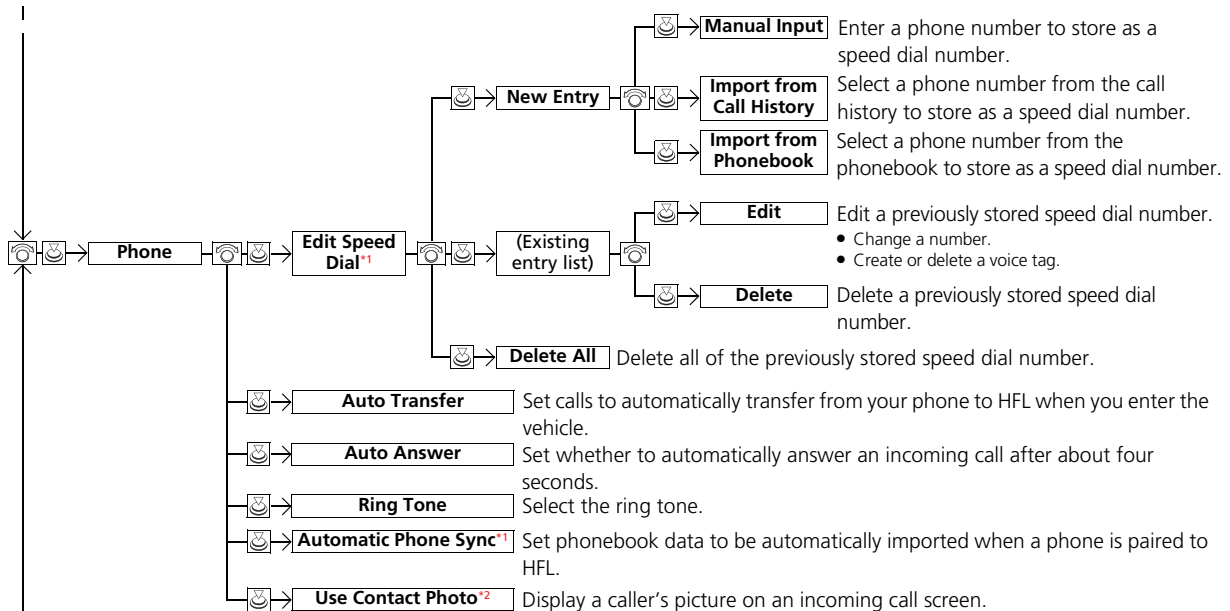 Manual Input Enter a phone number to store as a
speed dial number.
New Entry
Import from
Call History
Select a phone number from the call
history to store as a speed dial number.
Import from
Phonebook
Select a phone number from the
phonebook to store as a speed dial number.
Phone
Edit Speed
Dial*1
(Existing
entry list)
Edit Edit a previously stored speed dial number.
● Change a number.
● Create or delete a voice tag.
Delete Delete a previously stored speed dial
number.
Delete All Delete all of the previously stored speed dial number.
Auto Transfer Set calls to automatically transfer from your phone to HFL when you enter the
vehicle.
Auto Answer Set whether to automatically answer an incoming call after about four
seconds.
Ring Tone Select the ring tone.
Automatic Phone Sync*1 Set phonebook data to be automatically imported when a phone is paired to
HFL.
Use Contact Photo*2 Display a caller’s picture on an incoming call screen.